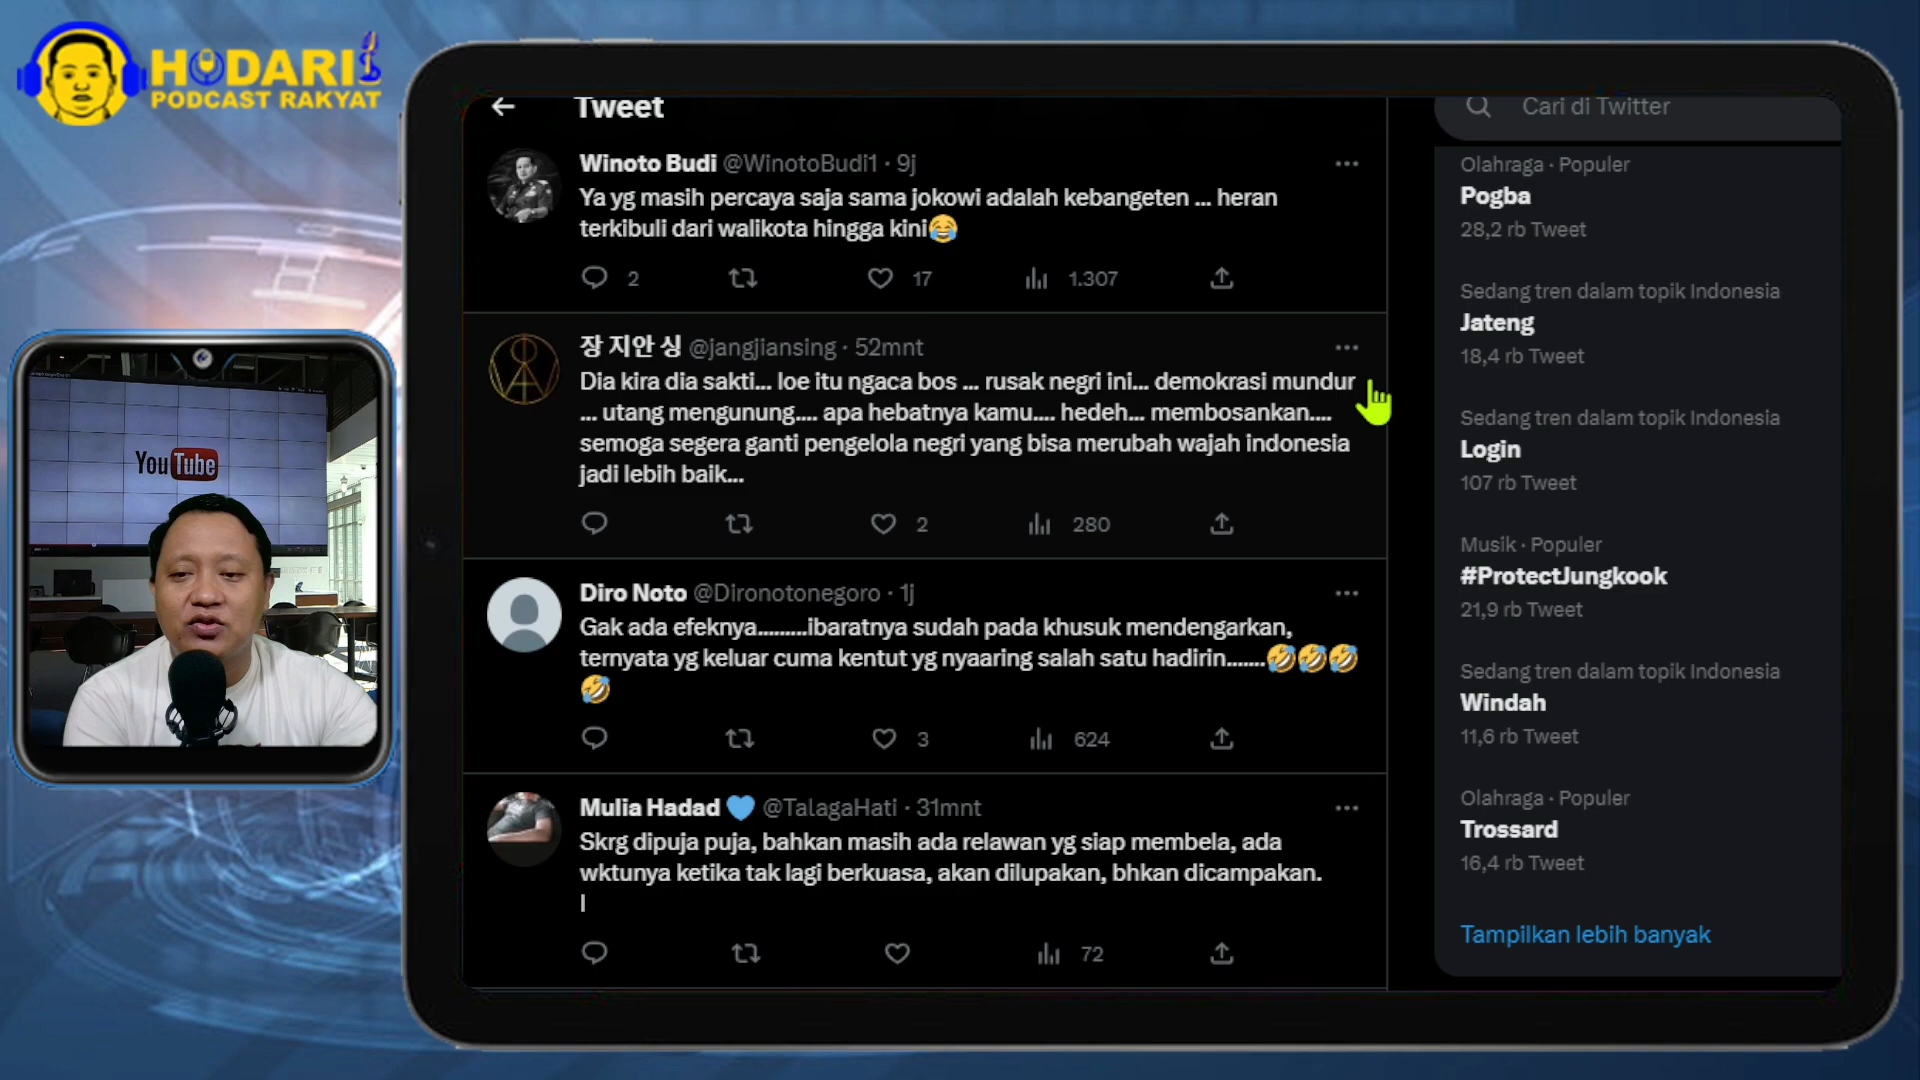 HODARI
PODCAST RAKYAT
YouTube
Tweet
Winoto Budi @WinotoBudi1 · 9j
Ya yg masih percaya saja sama jokowi adalah kebangeten ... heran
terkibuli dari walikota hingga kini😂
2 17 1.307
장 지안 싱 @jangjiansing · 52mnt
Dia kira dia sakti... loe itu ngaca bos ... rusak negri ini... demokrasi mundur
... utang mengunung.... apa hebatnya kamu.... hedeh... membosankan....
semoga segera ganti pengelola negri yang bisa merubah wajah indonesia
jadi lebih baik...
2 280
Diro Noto @Dironotonegoro · 1j
Gak ada efeknya.........ibaratnya sudah pada khusuk mendengarkan,
ternyata yg keluar cuma kentut yg nyaaring salah satu hadirin.......🤣🤣🤣
🤣
3 624
Mulia Hadad 💙 @TalagaHati · 31mnt
Skrg dipuja puja, bahkan masih ada relawan yg siap membela, ada
wktunya ketika tak lagi berkuasa, akan dilupakan, bhkan dicampakan.
I
72
Cari di Twitter
Olahraga · Populer
Pogba
28,2 rb Tweet
Sedang tren dalam topik Indonesia
Jateng
18,4 rb Tweet
Sedang tren dalam topik Indonesia
Login
107 rb Tweet
Musik · Populer
#ProtectJungkook
21,9 rb Tweet
Sedang tren dalam topik Indonesia
Windah
11,6 rb Tweet
Olahraga · Populer
Trossard
16,4 rb Tweet
Tampilkan lebih banyak